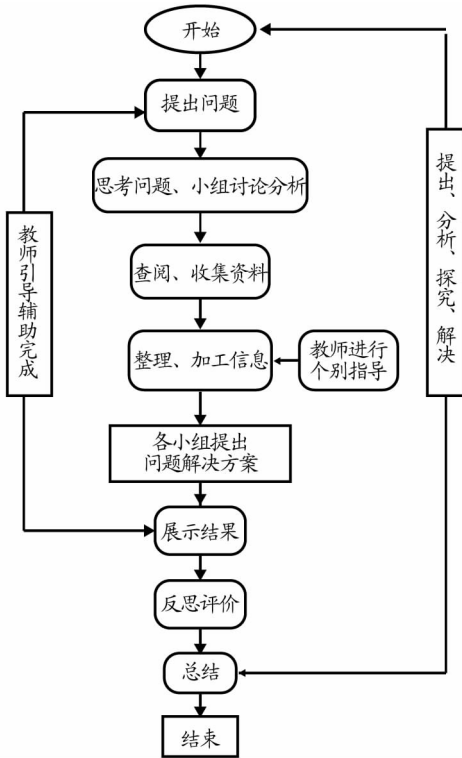 开始
提出问题
思考问题、小组讨论分析
查阅、收集资料
整理、加工信息
教师进行
个别指导
各小组提出
问题解决方案
展示结果
反思评价
总结
结束
教师引导辅助完成
提出、分析、探究、解决